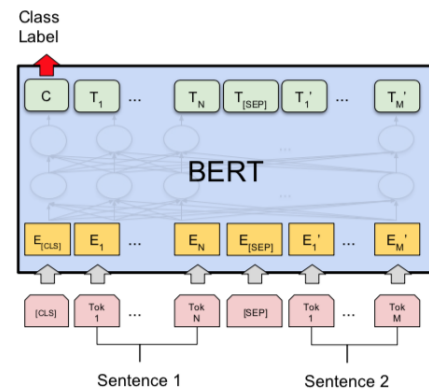 Class
Label
C T1 ... TN T[SEP] T1' ... TM'
...
BERT
...
E[CLS] E1 ... EN E[SEP] E1' ... EM'
[CLS] Tok 1 ... Tok N [SEP] Tok 1 ... Tok M
Sentence 1 Sentence 2